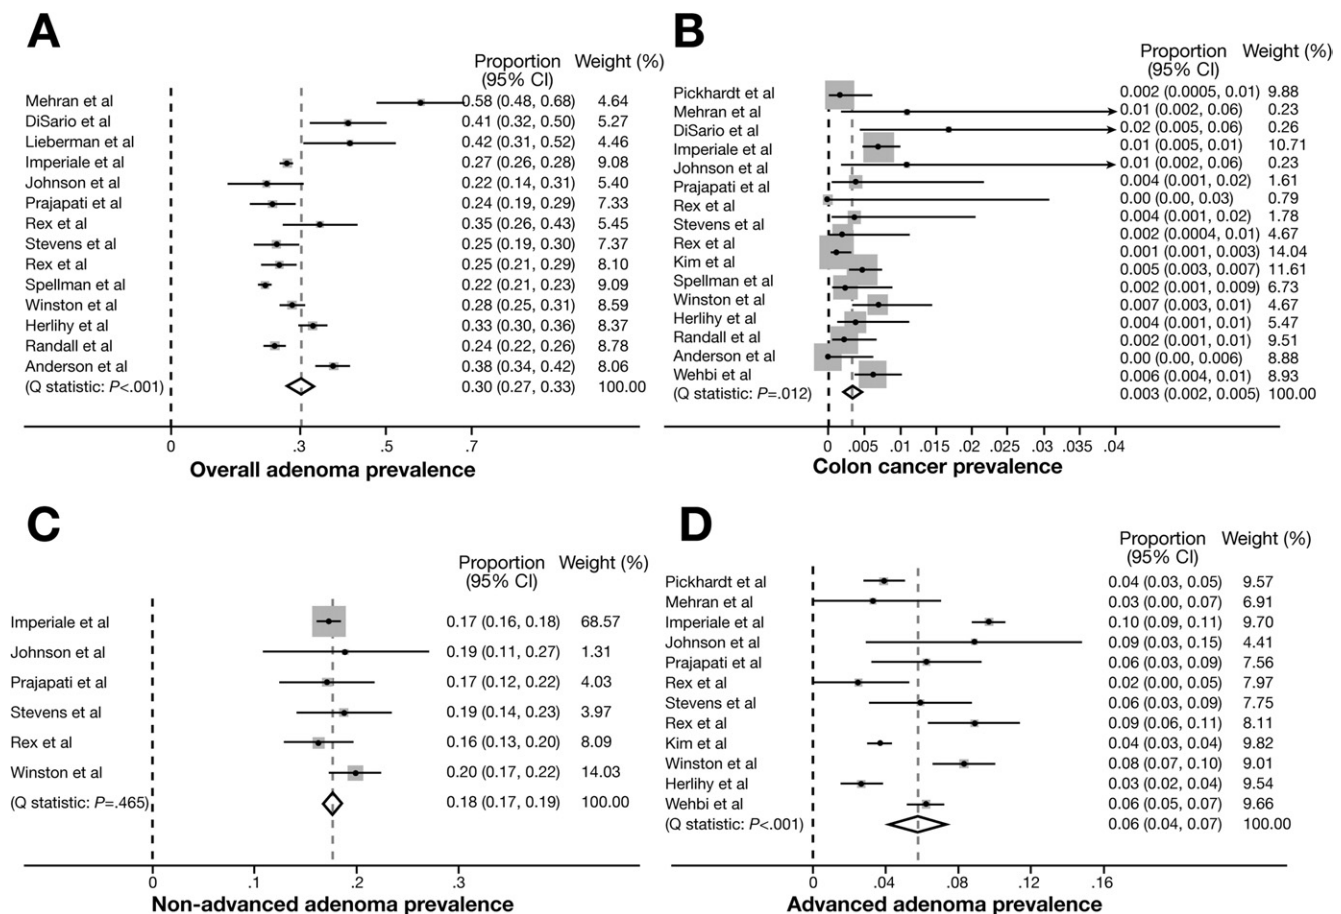 A
Proportion Weight (%)
(95% CI)
Mehran et al 0.58 (0.48, 0.68) 4.64
DiSario et al 0.41 (0.32, 0.50) 5.27
Lieberman et al 0.42 (0.31, 0.52) 4.46
Imperiale et al 0.27 (0.26, 0.28) 9.08
Johnson et al 0.22 (0.14, 0.31) 5.40
Prajapati et al 0.24 (0.19, 0.29) 7.33
Rex et al 0.35 (0.26, 0.43) 5.45
Stevens et al 0.25 (0.19, 0.30) 7.37
Rex et al 0.25 (0.21, 0.29) 8.10
Spellman et al 0.22 (0.21, 0.23) 9.09
Winston et al 0.28 (0.25, 0.31) 8.59
Herlihy et al 0.33 (0.30, 0.36) 8.37
Randall et al 0.24 (0.22, 0.26) 8.78
Anderson et al 0.38 (0.34, 0.42) 8.06
(Q statistic: P<.001) 0.30 (0.27, 0.33) 100.00
0 .3 .5 .7
Overall adenoma prevalence
B
Proportion Weight (%)
(95% CI)
Pickhardt et al 0.002 (0.0005, 0.01) 9.88
Mehran et al 0.01 (0.002, 0.06) 0.23
DiSario et al 0.02 (0.005, 0.06) 0.26
Imperiale et al 0.01 (0.005, 0.01) 10.71
Johnson et al 0.01 (0.002, 0.06) 0.23
Prajapati et al 0.004 (0.001, 0.02) 1.61
Rex et al 0.00 (0.00, 0.03) 0.79
Stevens et al 0.004 (0.001, 0.02) 1.78
0.002 (0.0004, 0.01) 4.67
Rex et al 0.001 (0.001, 0.003) 14.04
Kim et al 0.005 (0.003, 0.007) 11.61
Spellman et al 0.002 (0.001, 0.009) 6.73
Winston et al 0.007 (0.003, 0.01) 4.67
Herlihy et al 0.004 (0.001, 0.01) 5.47
Randall et al 0.002 (0.001, 0.01) 9.51
Anderson et al 0.00 (0.00, 0.006) 8.88
Wehbi et al 0.006 (0.004, 0.01) 8.93
(Q statistic: P=.012) 0.003 (0.002, 0.005) 100.00
0 .005 .01 .015 .02 .025 .03 .035 .04
Colon cancer prevalence
C
Proportion Weight (%)
(95% CI)
Imperiale et al 0.17 (0.16, 0.18) 68.57
Johnson et al 0.19 (0.11, 0.27) 1.31
Prajapati et al 0.17 (0.12, 0.22) 4.03
Stevens et al 0.19 (0.14, 0.23) 3.97
Rex et al 0.16 (0.13, 0.20) 8.09
Winston et al 0.20 (0.17, 0.22) 14.03
(Q statistic: P=.465) 0.18 (0.17, 0.19) 100.00
0 .1 .2 .3
Non-advanced adenoma prevalence
D
Proportion Weight (%)
(95% CI)
Pickhardt et al 0.04 (0.03, 0.05) 9.57
Mehran et al 0.03 (0.00, 0.07) 6.91
Imperiale et al 0.10 (0.09, 0.11) 9.70
Johnson et al 0.09 (0.03, 0.15) 4.41
Prajapati et al 0.06 (0.03, 0.09) 7.56
Rex et al 0.02 (0.00, 0.05) 7.97
Stevens et al 0.06 (0.03, 0.09) 7.75
Rex et al 0.09 (0.06, 0.11) 8.11
Kim et al 0.04 (0.03, 0.04) 9.82
Winston et al 0.08 (0.07, 0.10) 9.01
Herlihy et al 0.03 (0.02, 0.04) 9.54
Wehbi et al 0.06 (0.05, 0.07) 9.66
(Q statistic: P<.001) 0.06 (0.04, 0.07) 100.00
0 .04 .08 .12 .16
Advanced adenoma prevalence